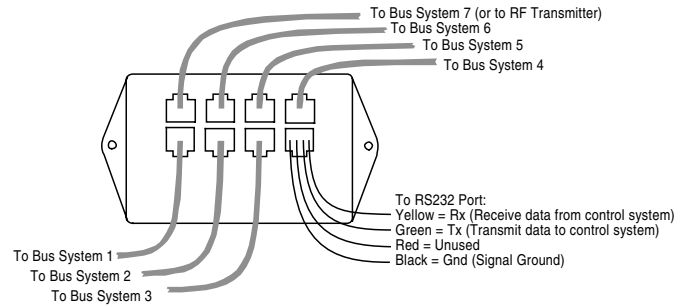 To Bus System 7 (or to RF Transmitter)
To Bus System 6
To Bus System 5
To Bus System 4
To RS232 Port:
Yellow = Rx (Receive data from control system)
Green = Tx (Transmit data to control system)
Red = Unused
Black = Gnd (Signal Ground)
To Bus System 1
To Bus System 2
To Bus System 3